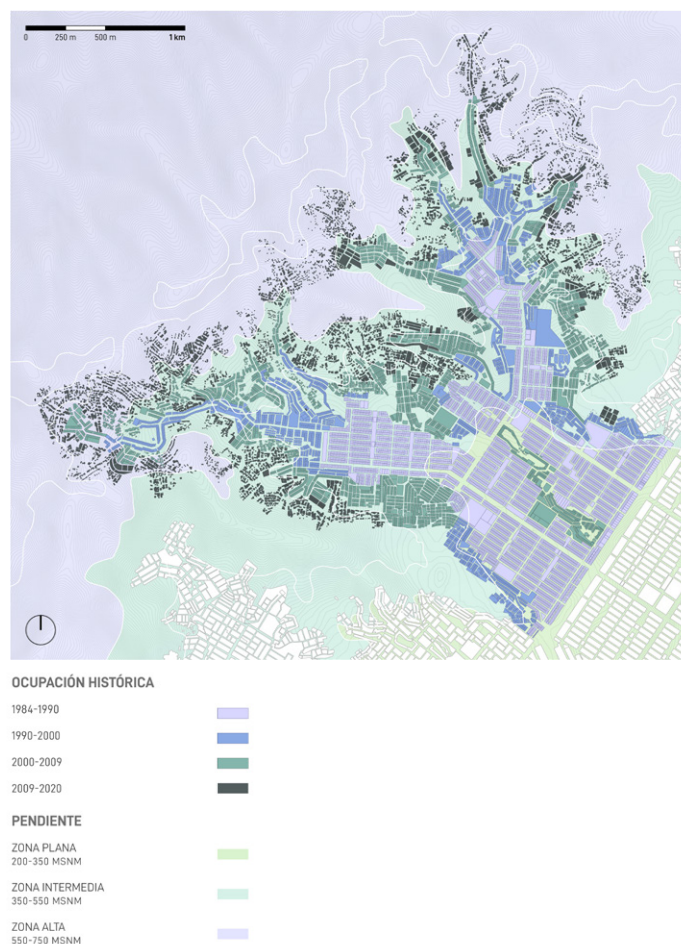 0 250 m 500 m 1 km
OCUPACIÓN HISTÓRICA
1984-1990
1990-2000
2000-2009
2009-2020
PENDIENTE
ZONA PLANA
200-350 MSNM
ZONA INTERMEDIA
350-550 MSNM
ZONA ALTA
550-750 MSNM